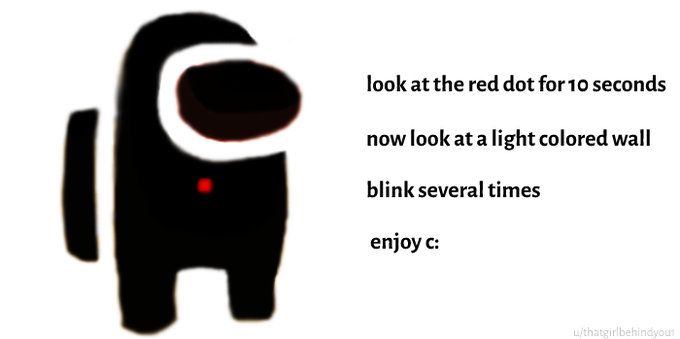 look at the red dot for 10 seconds
now look at a light colored wall
blink several times
enjoy c:
u/thatgirlbehindyou1